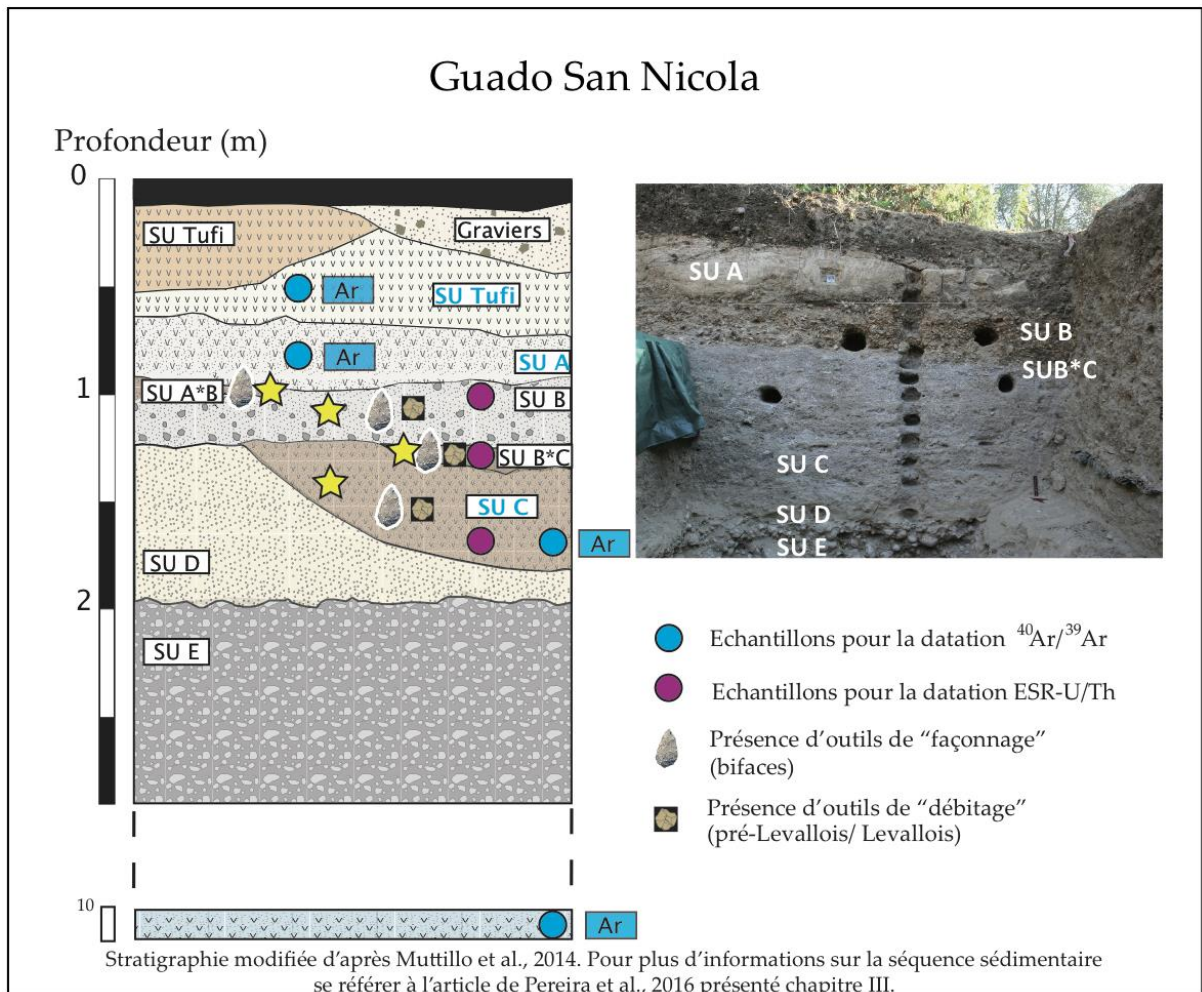 Guado San Nicola
Profondeur (m)
0
SU Tufi
Graviers
Ar
SU Tufi
Ar
SU A
1
SU A*B
SU B
SU B*C
SU C
Ar
SU D
2
SU E
10
Ar
SU A
SU B
SUB*C
SU C
SU D
SU E
Echantillons pour la datation ⁴⁰Ar/³⁹Ar
Echantillons pour la datation ESR-U/Th
Présence d'outils de "façonnage"
(bifaces)
Présence d'outils de "débitage"
(pré-Levallois/ Levallois)
Stratigraphie modifiée d'après Muttillo et al., 2014. Pour plus d'informations sur la séquence sédimentaire
se référer à l'article de Pereira et al., 2016 présenté chapitre III.